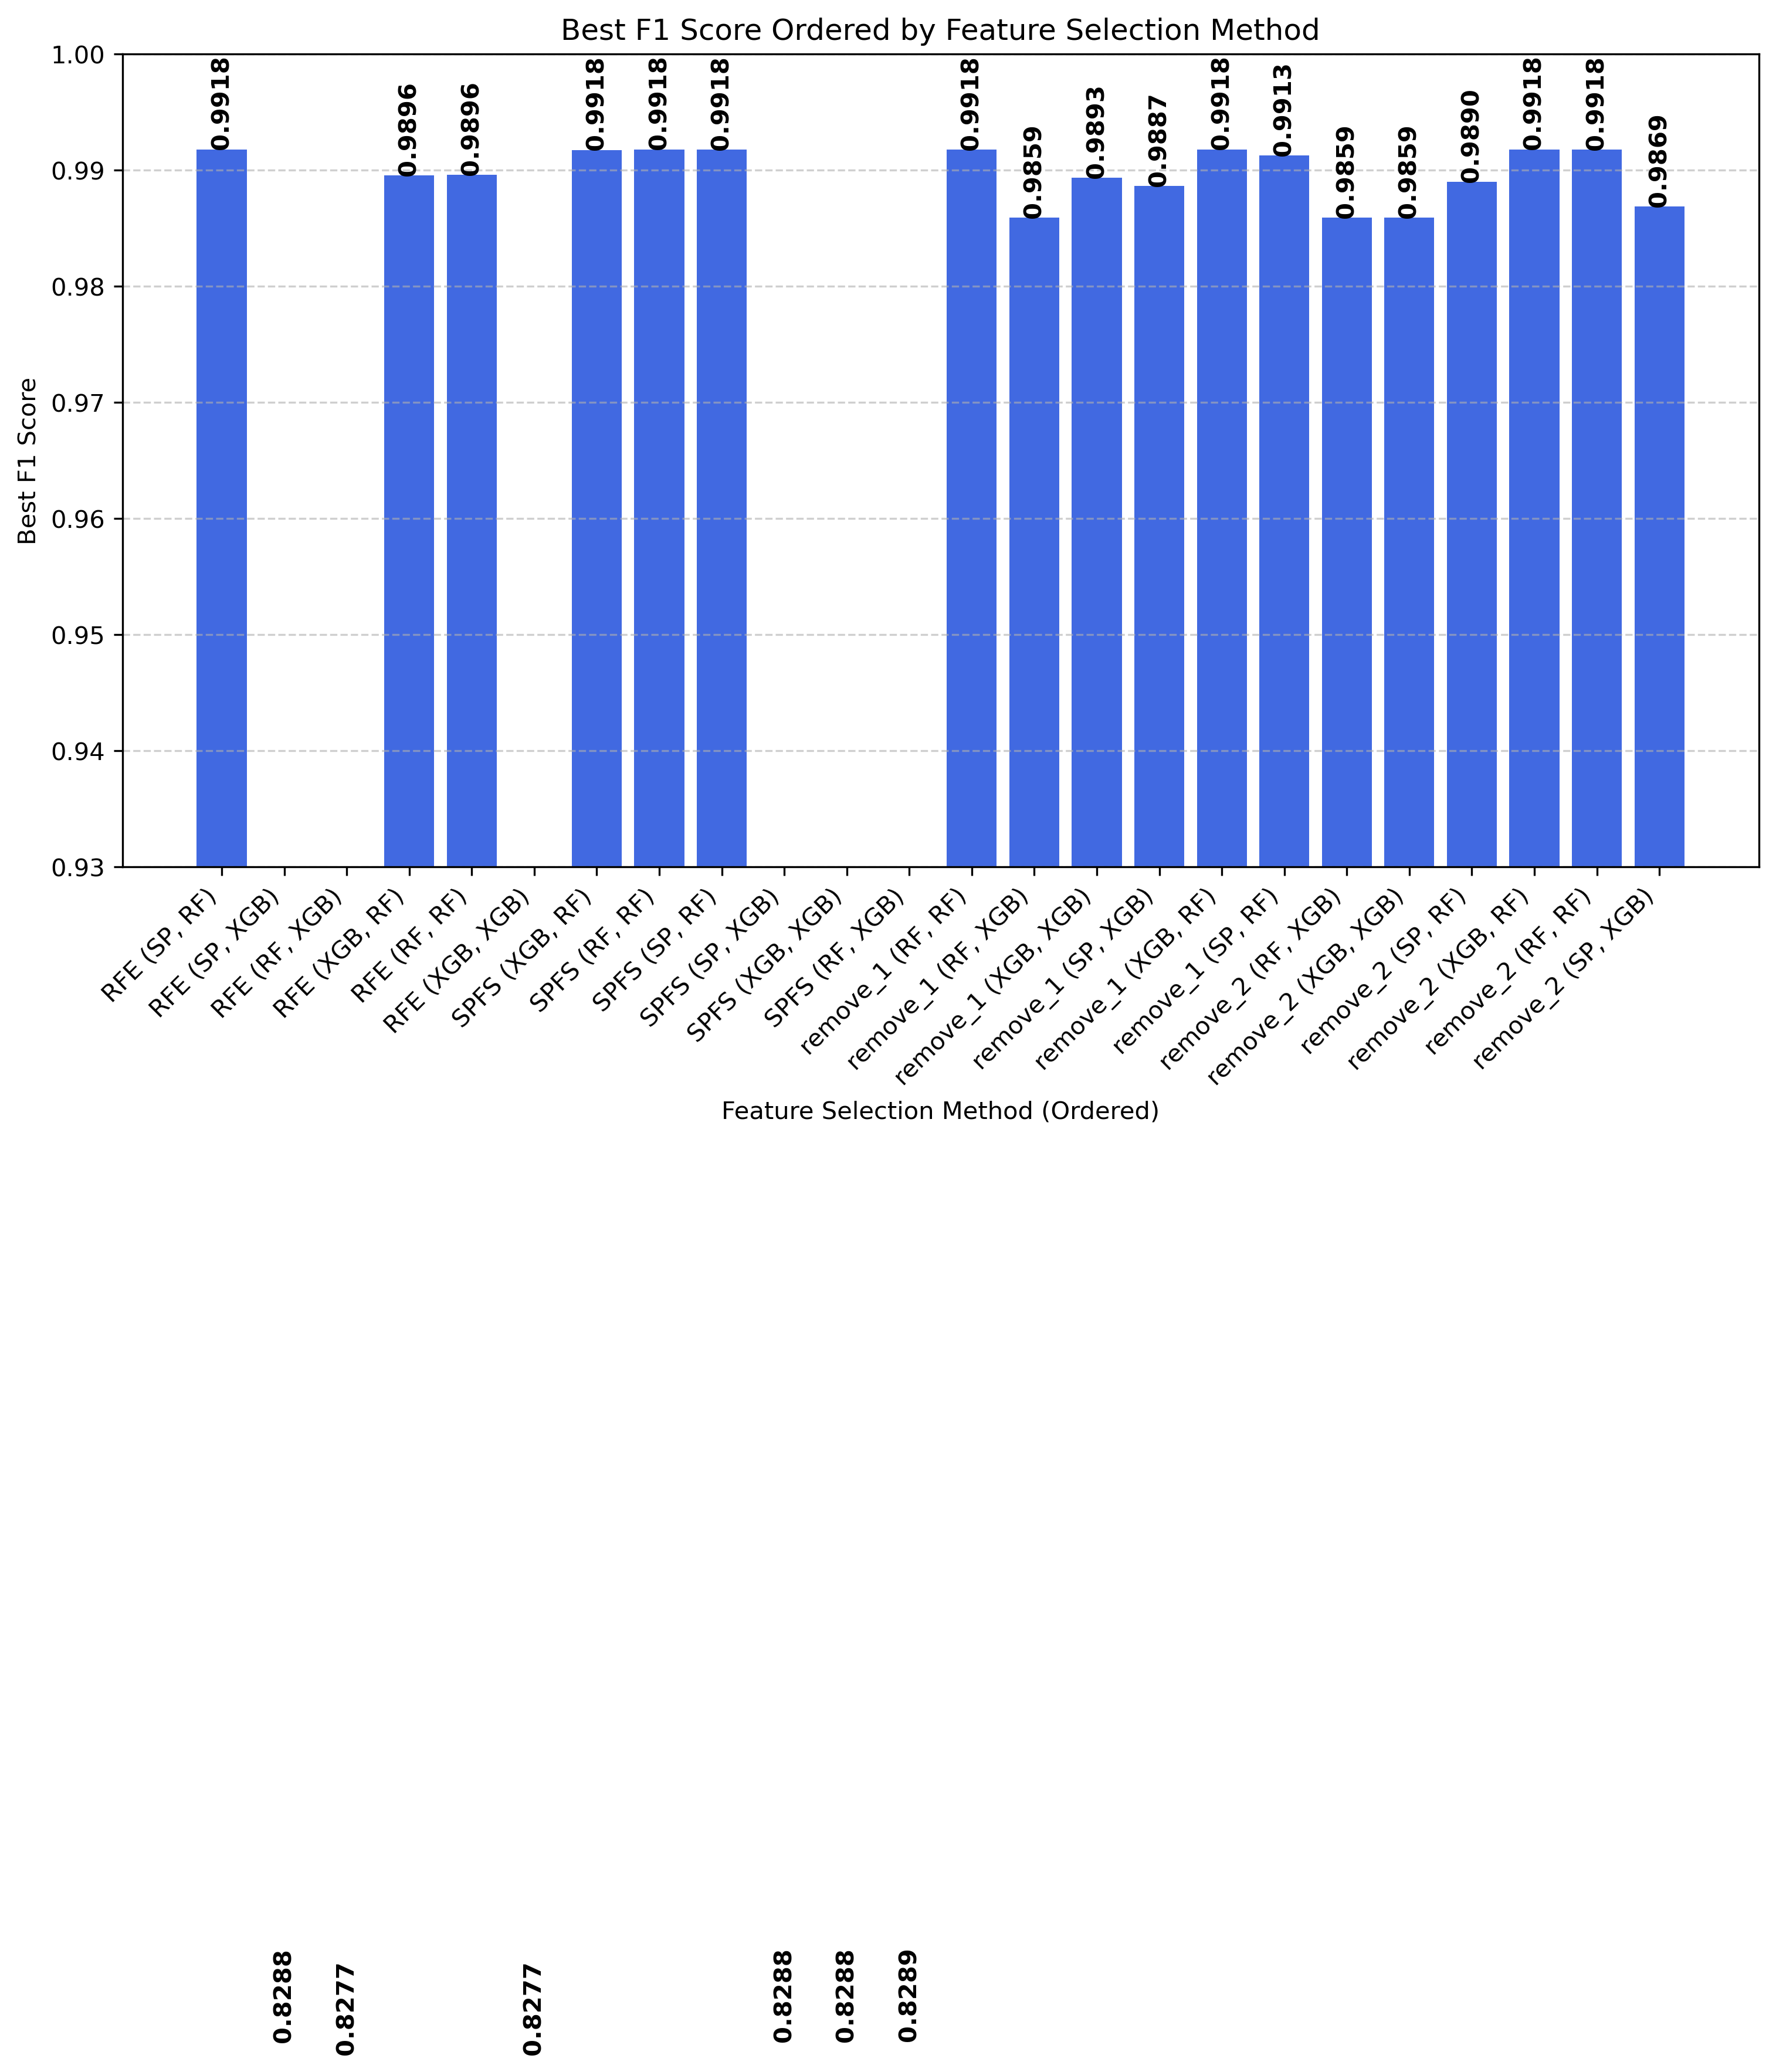 Best F1 Score Ordered by Feature Selection Method
Best F1 Score
1.00
0.99
0.98
0.97
0.96
0.95
0.94
0.93
0.9918
0.9896
0.9896
0.9918
0.9918
0.9918
0.9918
0.9859
0.9893
0.9887
0.9918
0.9913
0.9859
0.9859
0.9890
0.9918
0.9918
0.9869
RFE (SP, RF)
RFE (SP, XGB)
RFE (RF, XGB)
RFE (XGB, RF)
RFE (RF, RF)
RFE (XGB, XGB)
SPFS (XGB, RF)
SPFS (RF, RF)
SPFS (SP, RF)
SPFS (SP, XGB)
SPFS (XGB, XGB)
SPFS (RF, XGB)
remove_1 (RF, RF)
remove_1 (RF, XGB)
remove_1 (XGB, XGB)
remove_1 (SP, XGB)
remove_1 (XGB, RF)
remove_1 (SP, RF)
remove_2 (RF, XGB)
remove_2 (XGB, XGB)
remove_2 (SP, RF)
remove_2 (XGB, RF)
remove_2 (RF, RF)
remove_2 (SP, XGB)
Feature Selection Method (Ordered)
0.8288
0.8277
0.8277
0.8288
0.8288
0.8289